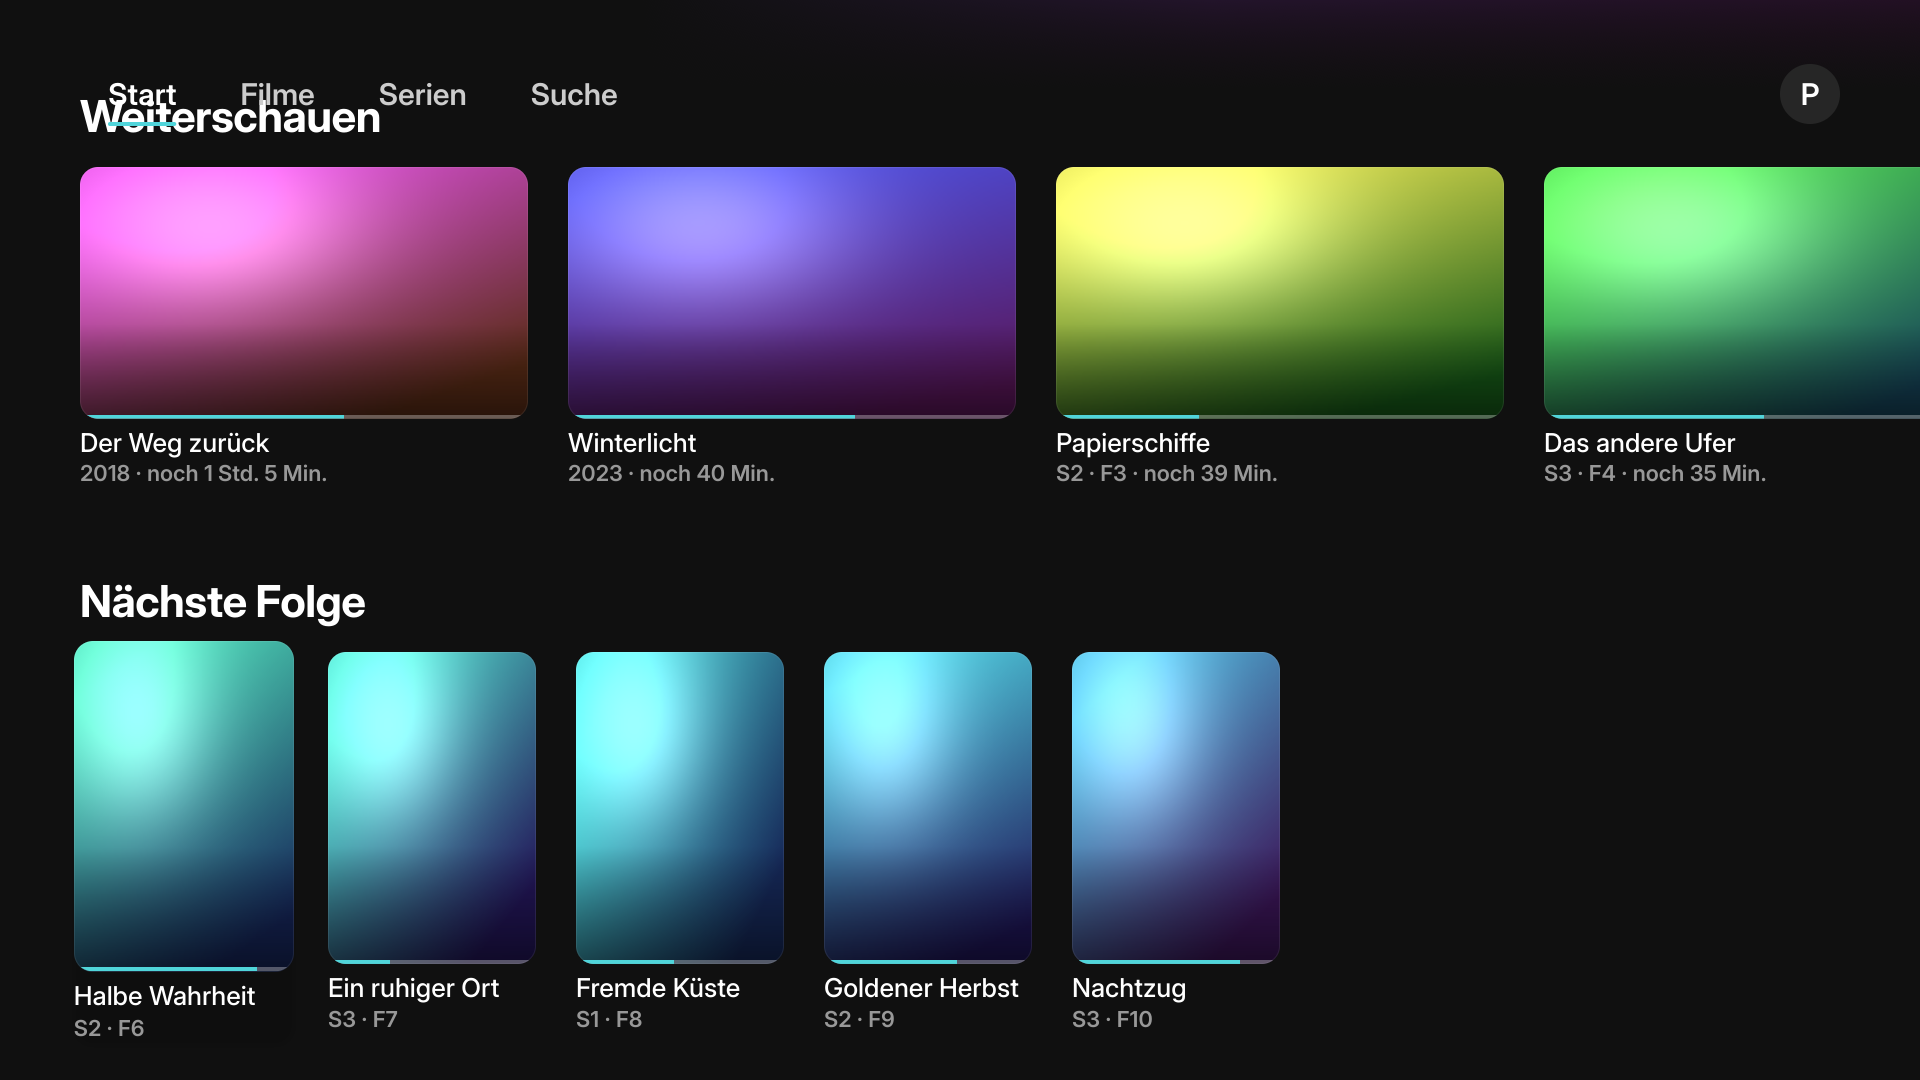 Start Filme Serien Suche P
Weiterschauen
Der Weg zurück
2018 · noch 1 Std. 5 Min.
Winterlicht
2023 · noch 40 Min.
Papierschiffe
S2 · F3 · noch 39 Min.
Das andere Ufer
S3 · F4 · noch 35 Min.
Nächste Folge
Halbe Wahrheit
S2 · F6
Ein ruhiger Ort
S3 · F7
Fremde Küste
S1 · F8
Goldener Herbst
S2 · F9
Nachtzug
S3 · F10